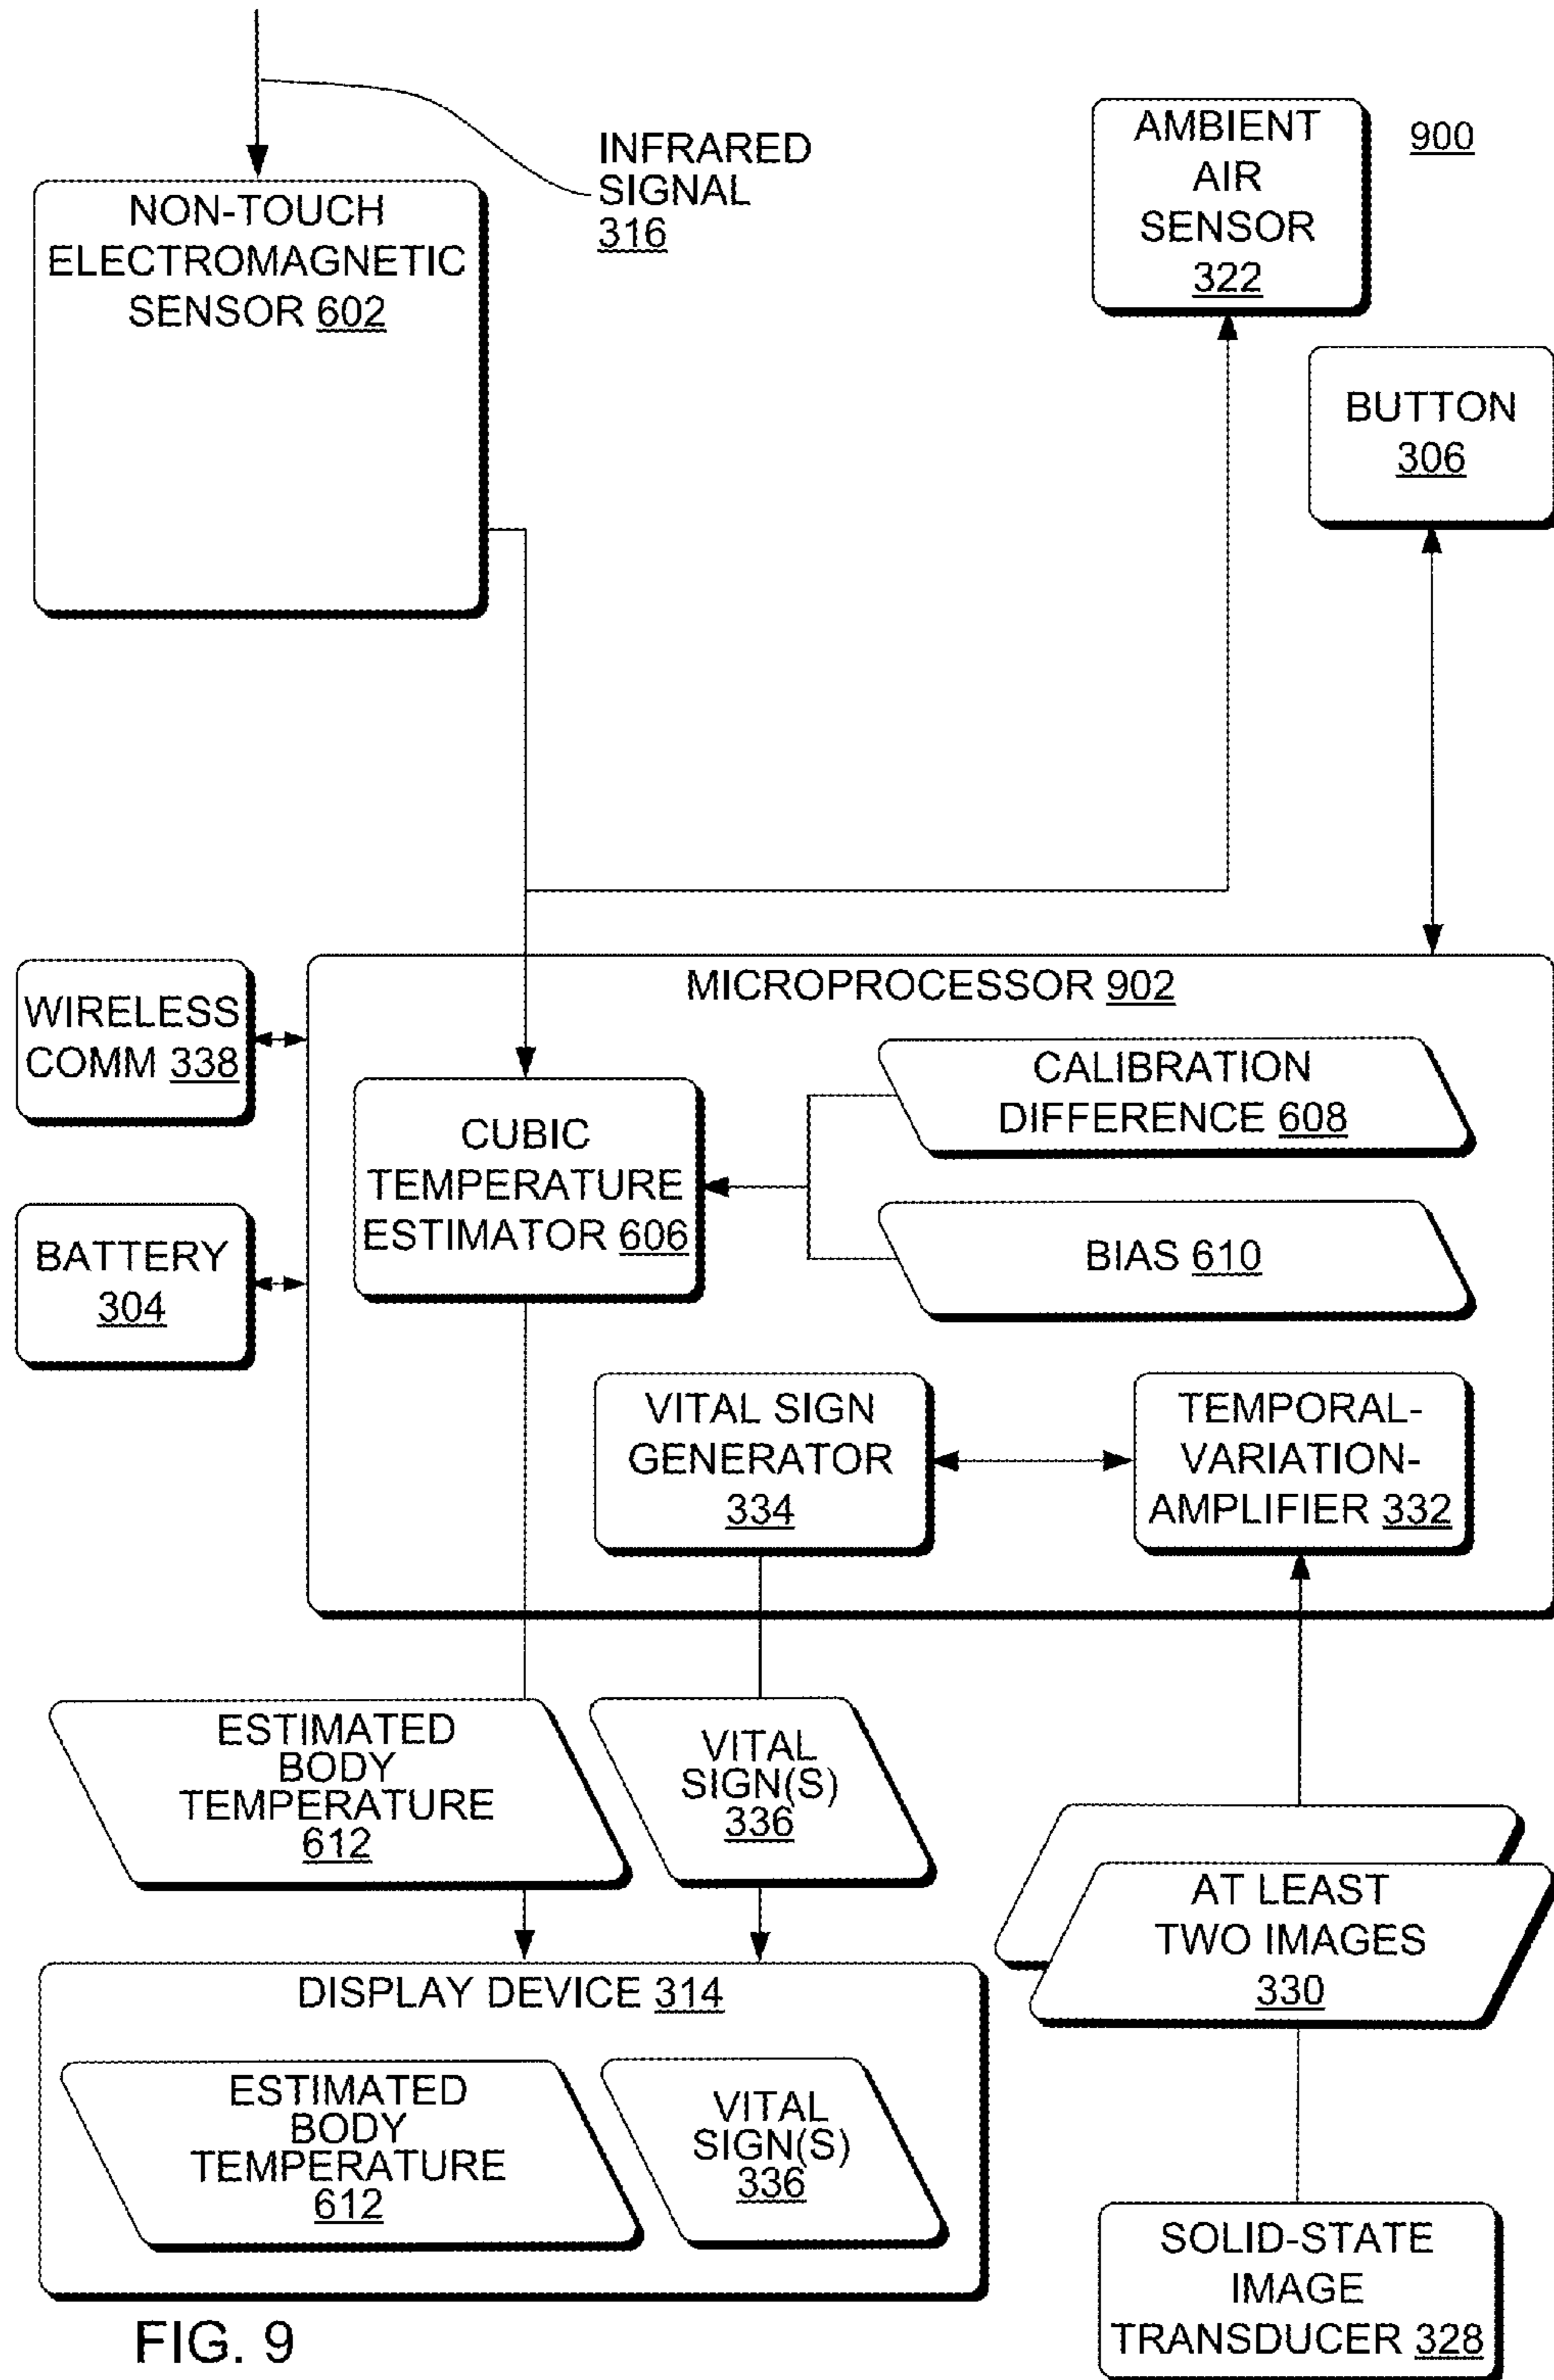 INFRARED
SIGNAL
316
NON-TOUCH
ELECTROMAGNETIC
SENSOR 602
AMBIENT
AIR
SENSOR
322
900
BUTTON
306
MICROPROCESSOR 902
WIRELESS
COMM 338
BATTERY
304
CUBIC
TEMPERATURE
ESTIMATOR 606
CALIBRATION
DIFFERENCE 608
BIAS 610
VITAL SIGN
GENERATOR
334
TEMPORAL-
VARIATION-
AMPLIFIER 332
ESTIMATED
BODY
TEMPERATURE
612
VITAL
SIGN(S)
336
AT LEAST
TWO IMAGES
330
DISPLAY DEVICE 314
ESTIMATED
BODY
TEMPERATURE
612
VITAL
SIGN(S)
336
SOLID-STATE
IMAGE
TRANSDUCER 328
FIG. 9